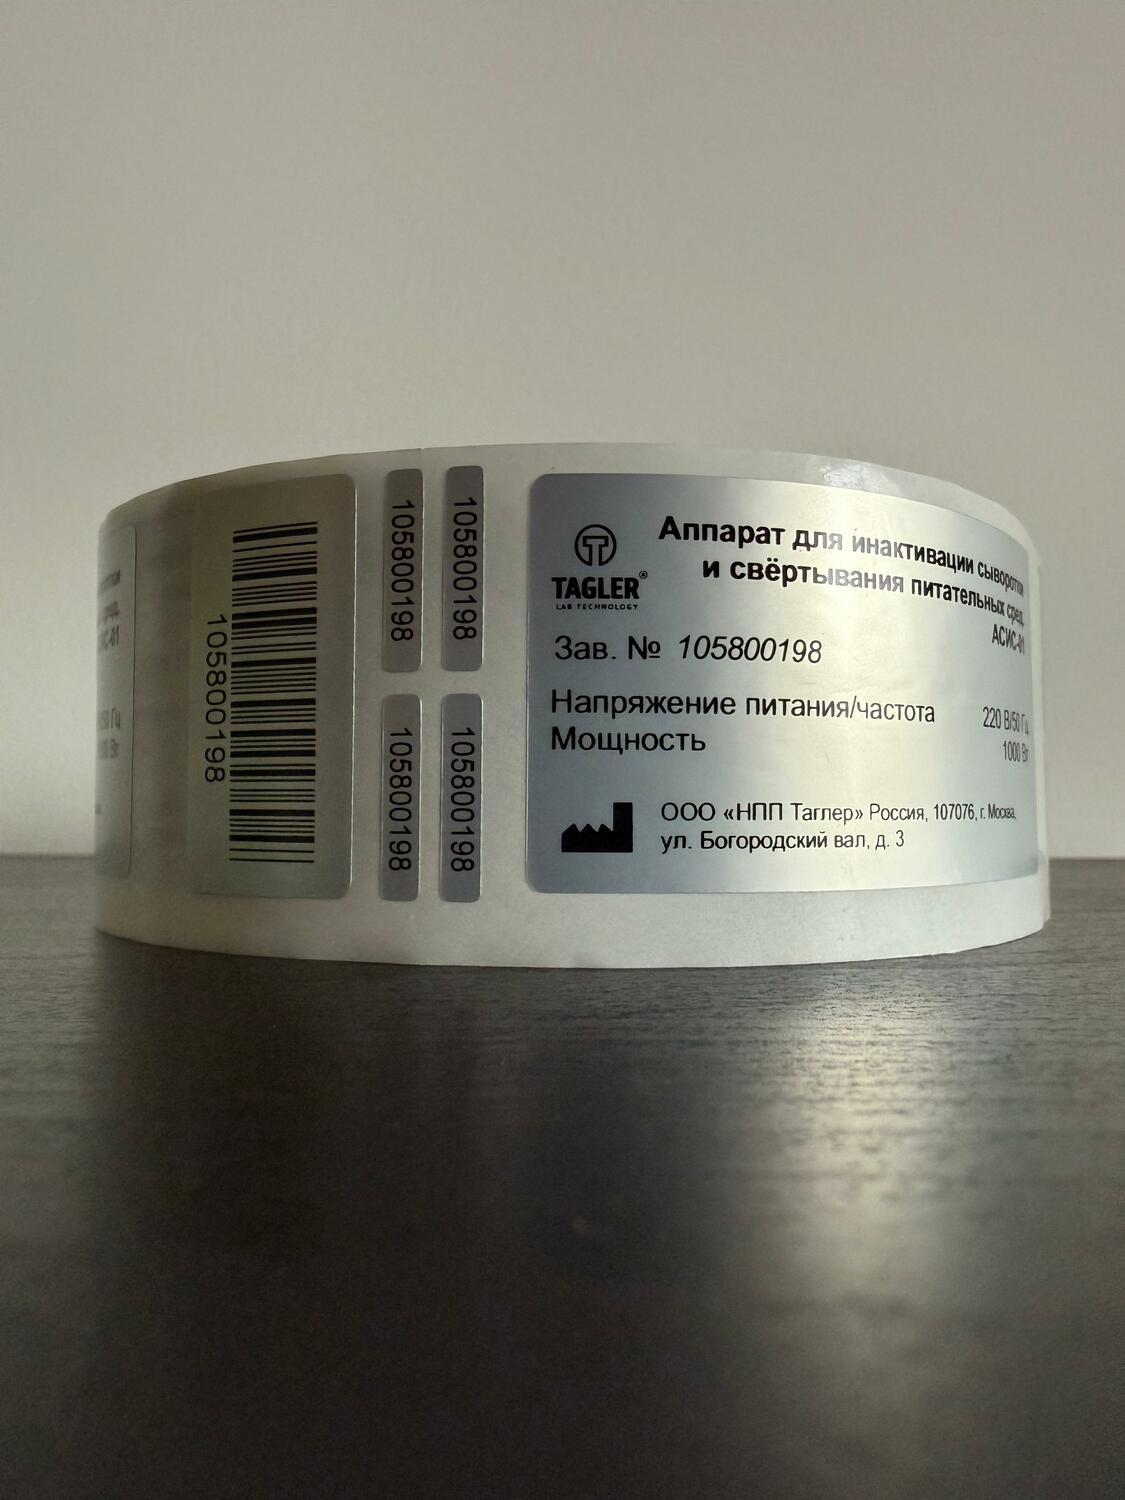 105800198
105800198
105800198
105800198
105800198
TAGLER®
LAB TECHNOLOGY
Аппарат для инактивации сыворотки
и свёртывания питательных сред,
АСИС-01
Зав. № 105800198
Напряжение питания/частота 220 В/50 Гц
Мощность 1000 Вт
ООО «НПП Таглер» Россия, 107076, г. Москва,
ул. Богородский вал, д. 3